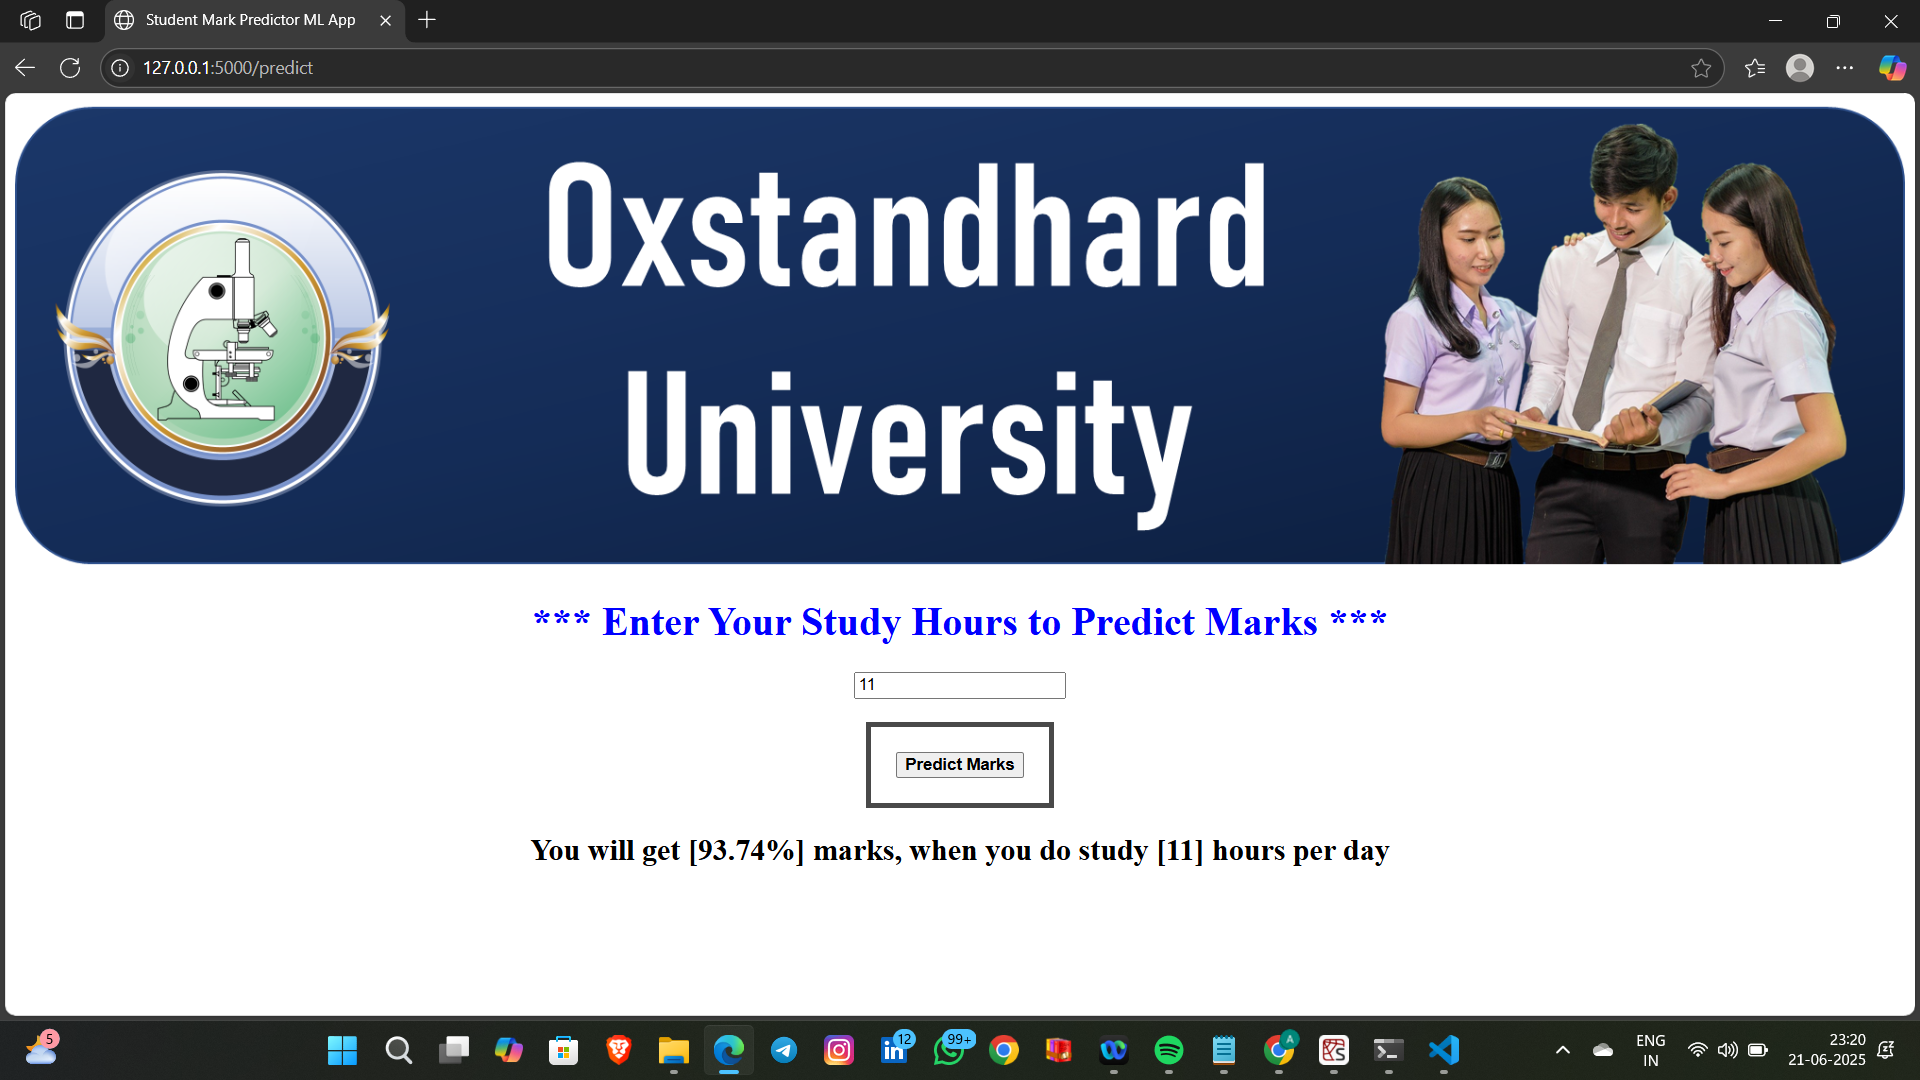 Student Mark Predictor ML App
127.0.0.1:5000/predict
Oxstandhard
University
*** Enter Your Study Hours to Predict Marks ***
11
Predict Marks
You will get [93.74%] marks, when you do study [11] hours per day
5
12
99+
A
ENG
IN
23:20
21-06-2025